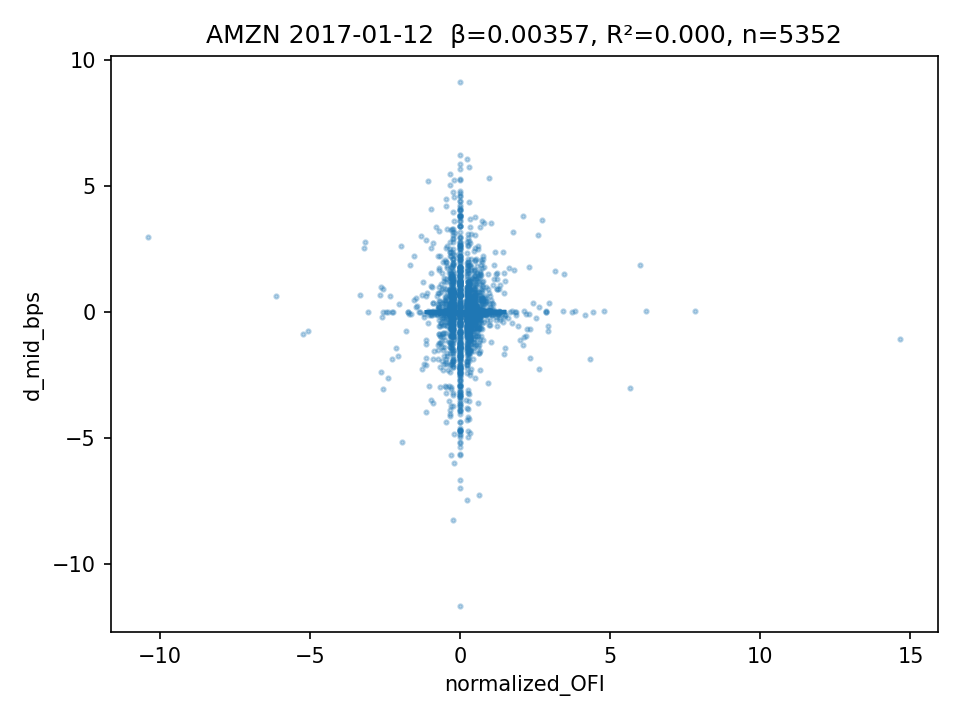 AMZN 2017-01-12  β=0.00357, R²=0.000, n=5352
10
5
0
−5
−10
d_mid_bps
−10 −5 0 5 10 15
normalized_OFI